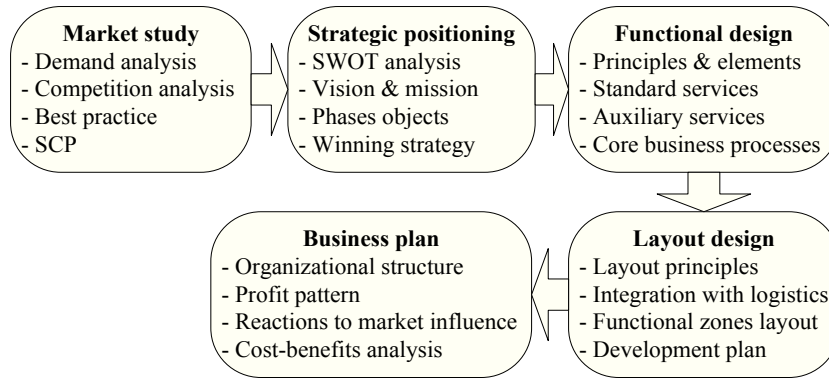 Market study
- Demand analysis
- Competition analysis
- Best practice
- SCP
Strategic positioning
- SWOT analysis
- Vision & mission
- Phases objects
- Winning strategy
Functional design
- Principles & elements
- Standard services
- Auxiliary services
- Core business processes
Layout design
- Layout principles
- Integration with logistics
- Functional zones layout
- Development plan
Business plan
- Organizational structure
- Profit pattern
- Reactions to market influence
- Cost-benefits analysis